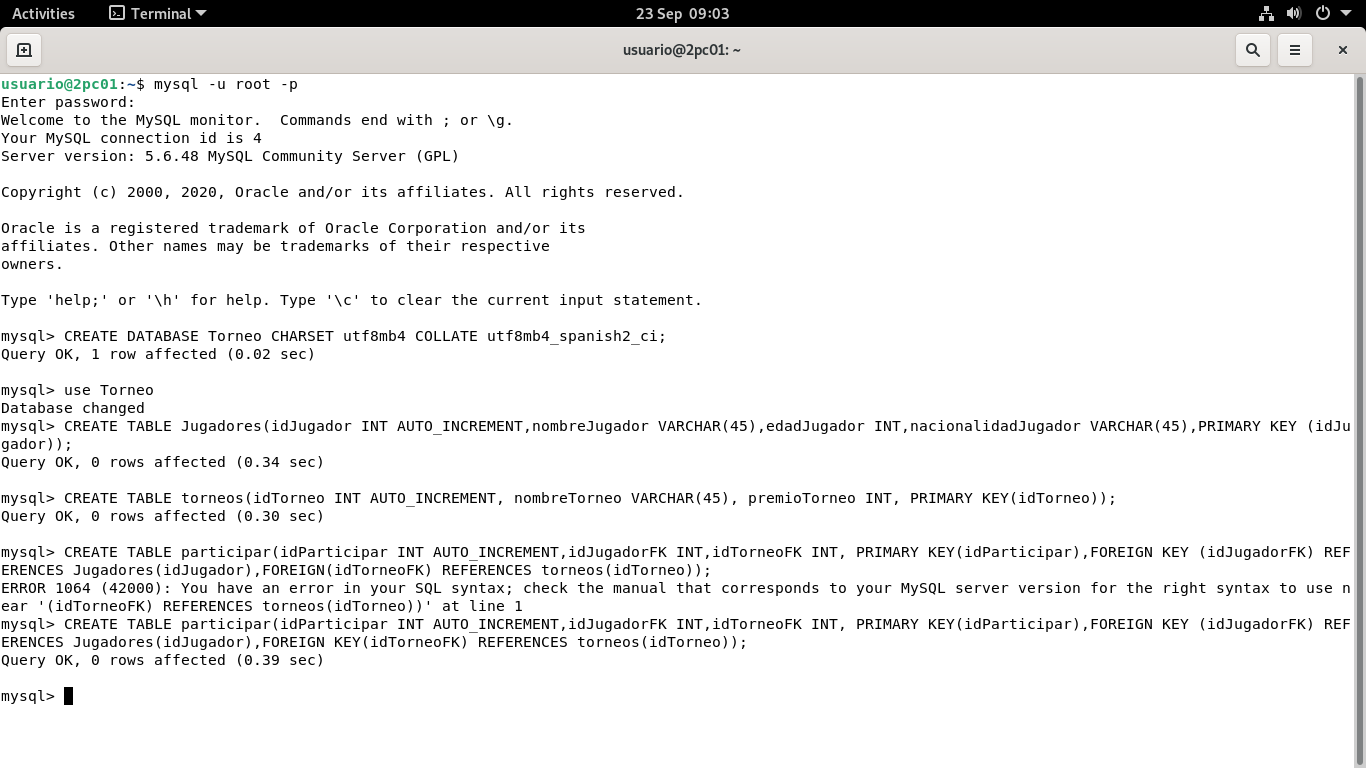 Activities Terminal 23 Sep 09:03
usuario@2pc01: ~
usuario@2pc01:~$ mysql -u root -p
Enter password:
Welcome to the MySQL monitor.  Commands end with ; or \g.
Your MySQL connection id is 4
Server version: 5.6.48 MySQL Community Server (GPL)
Copyright (c) 2000, 2020, Oracle and/or its affiliates. All rights reserved.
Oracle is a registered trademark of Oracle Corporation and/or its
affiliates. Other names may be trademarks of their respective
owners.
Type 'help;' or '\h' for help. Type '\c' to clear the current input statement.
mysql> CREATE DATABASE Torneo CHARSET utf8mb4 COLLATE utf8mb4_spanish2_ci;
Query OK, 1 row affected (0.02 sec)
mysql> use Torneo
Database changed
mysql> CREATE TABLE Jugadores(idJugador INT AUTO_INCREMENT,nombreJugador VARCHAR(45),edadJugador INT,nacionalidadJugador VARCHAR(45),PRIMARY KEY (idJu
gador));
Query OK, 0 rows affected (0.34 sec)
mysql> CREATE TABLE torneos(idTorneo INT AUTO_INCREMENT, nombreTorneo VARCHAR(45), premioTorneo INT, PRIMARY KEY(idTorneo));
Query OK, 0 rows affected (0.30 sec)
mysql> CREATE TABLE participar(idParticipar INT AUTO_INCREMENT,idJugadorFK INT,idTorneoFK INT, PRIMARY KEY(idParticipar),FOREIGN KEY (idJugadorFK) REF
ERENCES Jugadores(idJugador),FOREIGN(idTorneoFK) REFERENCES torneos(idTorneo));
ERROR 1064 (42000): You have an error in your SQL syntax; check the manual that corresponds to your MySQL server version for the right syntax to use n
ear '(idTorneoFK) REFERENCES torneos(idTorneo))' at line 1
mysql> CREATE TABLE participar(idParticipar INT AUTO_INCREMENT,idJugadorFK INT,idTorneoFK INT, PRIMARY KEY(idParticipar),FOREIGN KEY (idJugadorFK) REF
ERENCES Jugadores(idJugador),FOREIGN KEY(idTorneoFK) REFERENCES torneos(idTorneo));
Query OK, 0 rows affected (0.39 sec)
mysql>